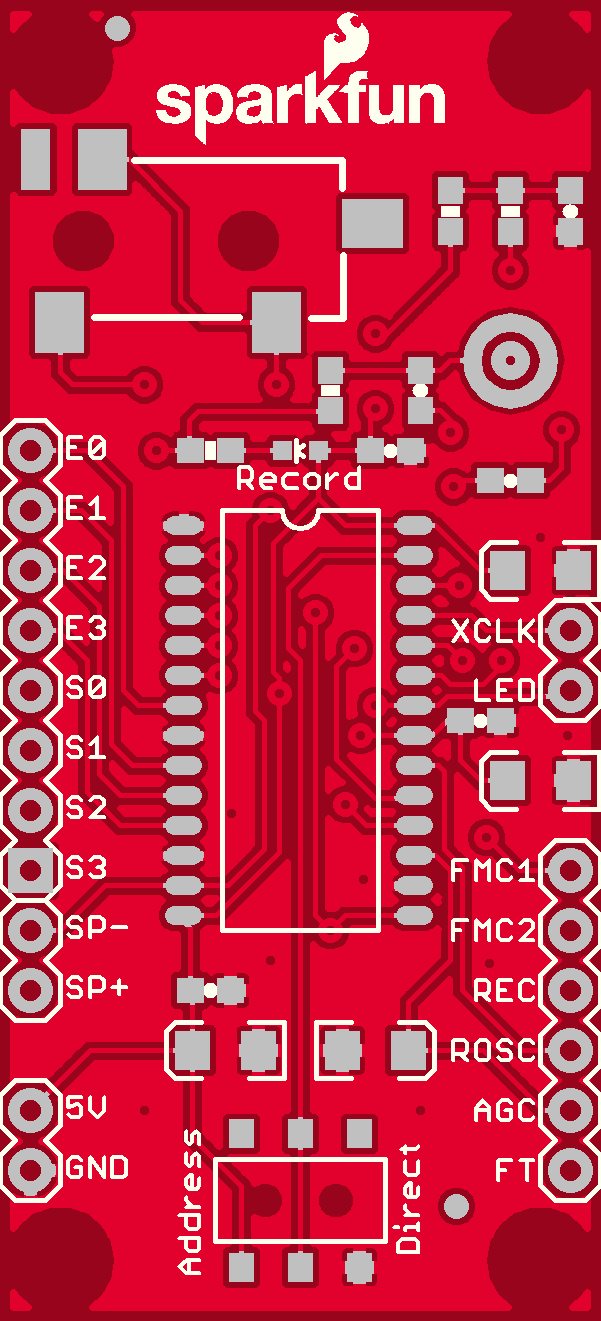 sparkfun
E0
Record
E1
E2
E3
XCLK
S0
LED
S1
S2
S3
FMC1
SP-
FMC2
SP+
REC
ROSC
5V
AGC
GND
FT
Address
Direct